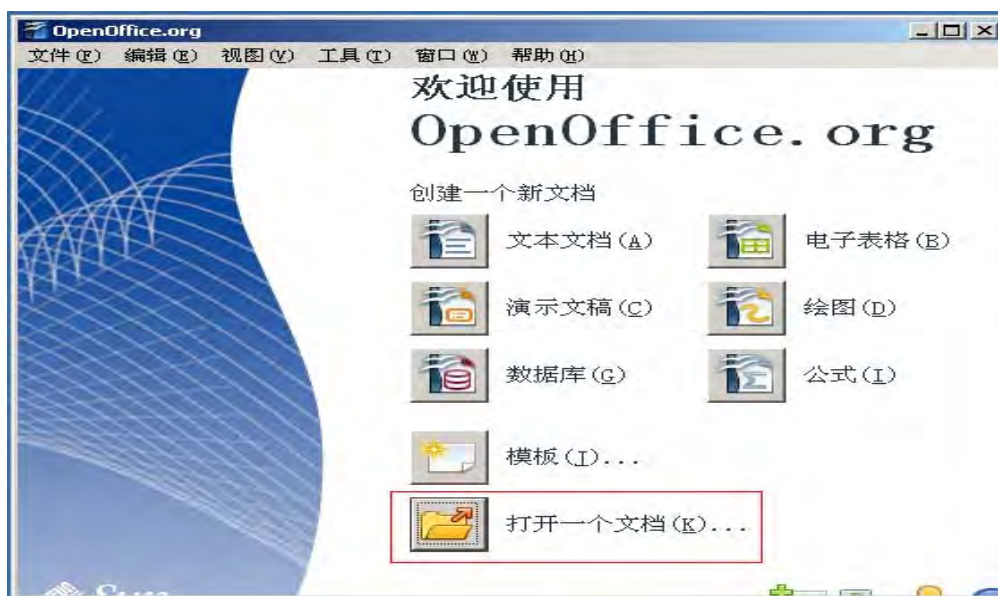 OpenOffice.org
文件(F) 编辑(E) 视图(V) 工具(T) 窗口(W) 帮助(H)
欢迎使用
OpenOffice.org
创建一个新文档
文本文档(A) 电子表格(B)
演示文稿(C) 绘图(D)
数据库(G) 公式(I)
模板(J)...
打开一个文档(K)...